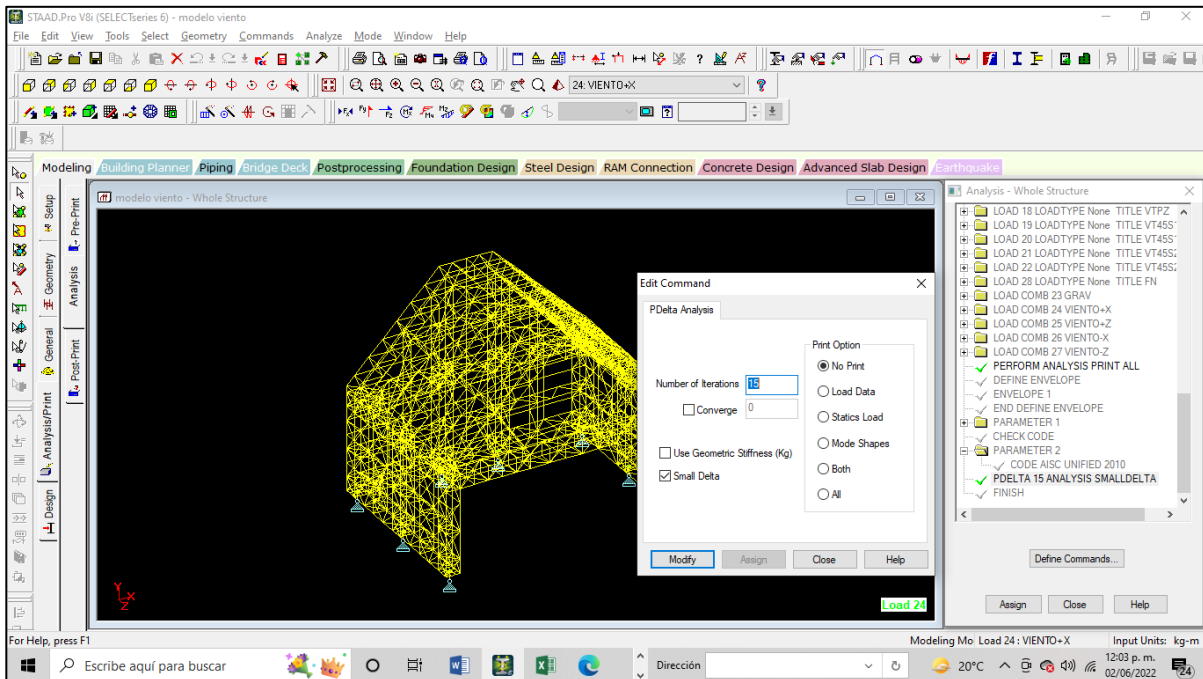 STAAD.Pro V8i (SELECTseries 6) - modelo viento
File Edit View Tools Select Geometry Commands Analyze Mode Window Help
24: VIENTO+X
Modeling Building Planner Piping Bridge Deck Postprocessing Foundation Design Steel Design RAM Connection Concrete Design Advanced Slab Design Earthquake
Setup
Geometry
General
Analysis/Print
Design
Pre-Print
Analysis
Post-Print
modelo viento - Whole Structure
Y
X
Z
Load 24
Edit Command
PDelta Analysis
Number of Iterations 15
Converge 0
Use Geometric Stiffness (Kg)
Small Delta
Print Option
No Print
Load Data
Statics Load
Mode Shapes
Both
All
Modify Assign Close Help
Analysis - Whole Structure
LOAD 18 LOADTYPE None TITLE VTPZ
LOAD 19 LOADTYPE None TITLE VT45S1
LOAD 20 LOADTYPE None TITLE VT45S1
LOAD 21 LOADTYPE None TITLE VT45S2
LOAD 22 LOADTYPE None TITLE VT45S2
LOAD 28 LOADTYPE None TITLE FN
LOAD COMB 23 GRAV
LOAD COMB 24 VIENTO+X
LOAD COMB 25 VIENTO+Z
LOAD COMB 26 VIENTO-X
LOAD COMB 27 VIENTO-Z
PERFORM ANALYSIS PRINT ALL
DEFINE ENVELOPE
ENVELOPE 1
END DEFINE ENVELOPE
PARAMETER 1
CHECK CODE
PARAMETER 2
CODE AISC UNIFIED 2010
PDELTA 15 ANALYSIS SMALLDELTA
FINISH
Define Commands...
Assign Close Help
For Help, press F1
Modeling Mo Load 24 : VIENTO+X Input Units: kg-m
Escribe aquí para buscar
Dirección
20°C
12:03 p. m.
02/06/2022
24